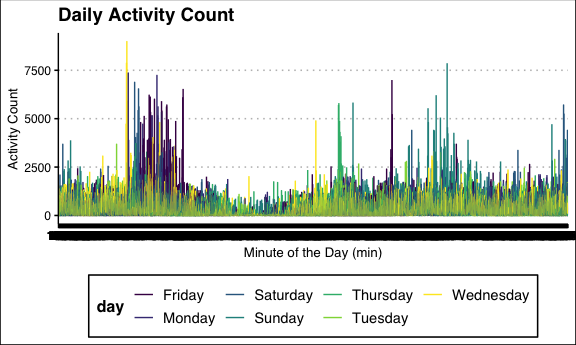 Daily Activity Count
Activity Count
7500
5000
2500
0
Minute of the Day (min)
day
Friday Saturday Thursday Wednesday
Monday Sunday Tuesday